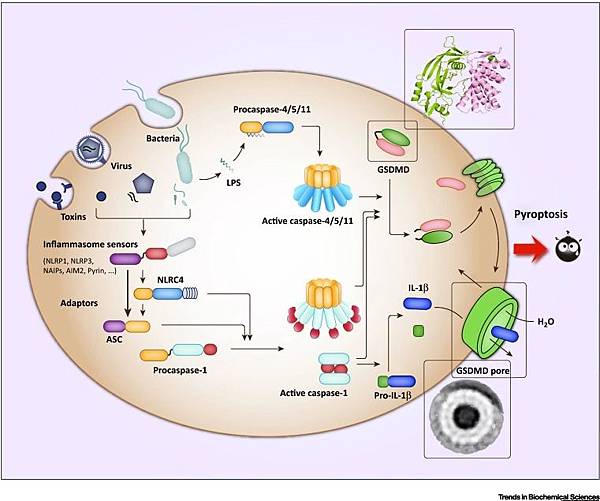 Procaspase-4/5/11
Bacteria
Virus
LPS
GSDMD
Toxins
Active caspase-4/5/11
Pyroptosis
Inflammasome sensors
(NLRP1, NLRP3,
NAIPs, AIM2, Pyrin, ...)
NLRC4
IL-1β
Adaptors
H₂O
ASC
Procaspase-1
GSDMD pore
Active caspase-1
Pro-IL-1β
Trends in Biochemical Sciences